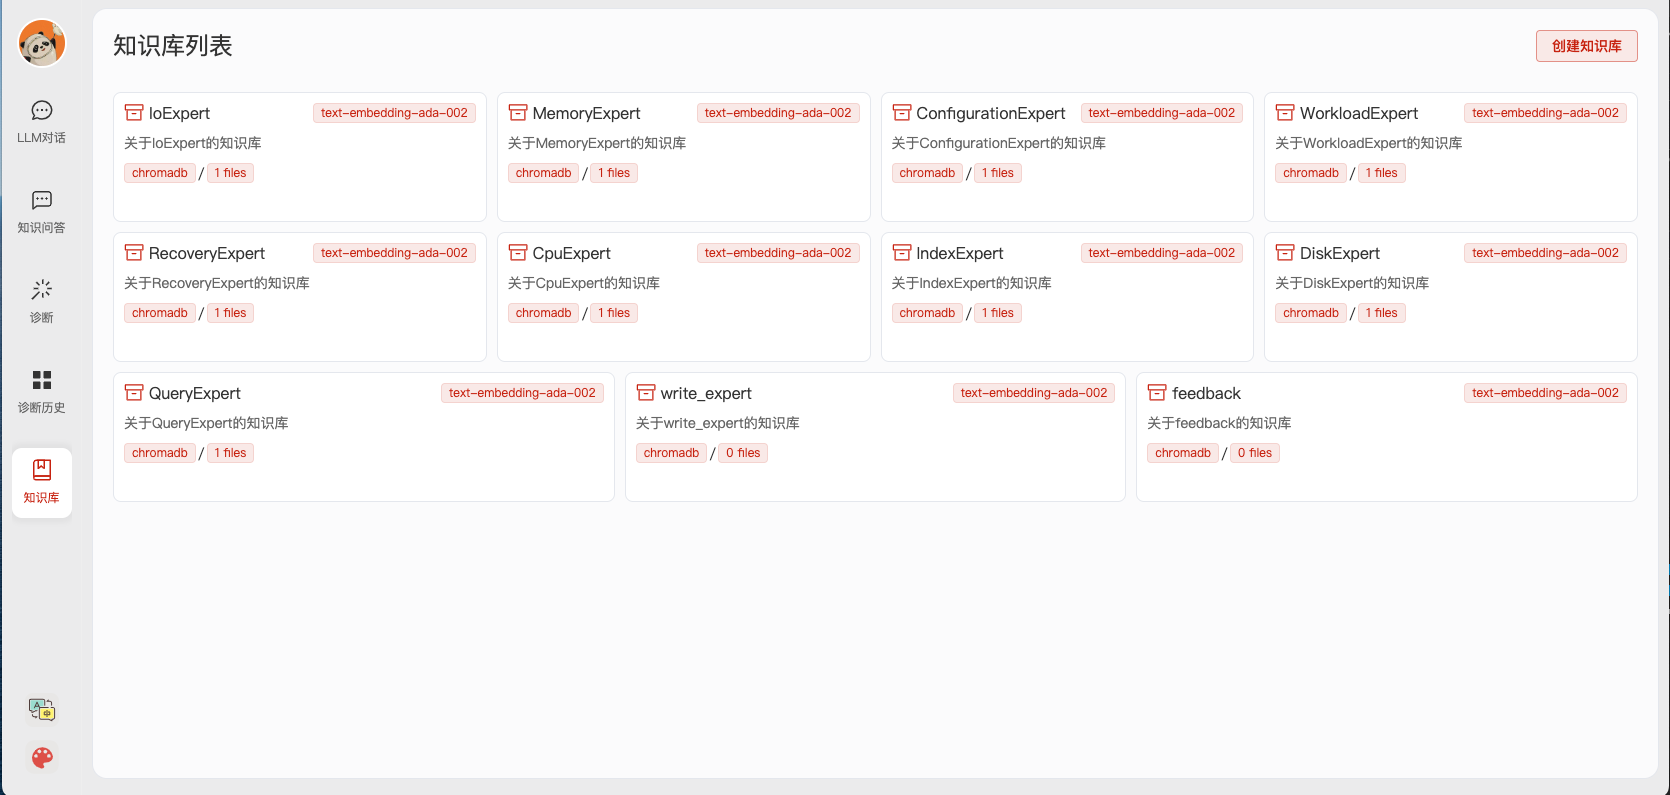 LLM对话
知识问答
诊断
诊断历史
知识库
知识库列表
创建知识库
IoExpert
text-embedding-ada-002
关于IoExpert的知识库
chromadb / 1 files
MemoryExpert
text-embedding-ada-002
关于MemoryExpert的知识库
chromadb / 1 files
ConfigurationExpert
text-embedding-ada-002
关于ConfigurationExpert的知识库
chromadb / 1 files
WorkloadExpert
text-embedding-ada-002
关于WorkloadExpert的知识库
chromadb / 1 files
RecoveryExpert
text-embedding-ada-002
关于RecoveryExpert的知识库
chromadb / 1 files
CpuExpert
text-embedding-ada-002
关于CpuExpert的知识库
chromadb / 1 files
IndexExpert
text-embedding-ada-002
关于IndexExpert的知识库
chromadb / 1 files
DiskExpert
text-embedding-ada-002
关于DiskExpert的知识库
chromadb / 1 files
QueryExpert
text-embedding-ada-002
关于QueryExpert的知识库
chromadb / 1 files
write_expert
text-embedding-ada-002
关于write_expert的知识库
chromadb / 0 files
feedback
text-embedding-ada-002
关于feedback的知识库
chromadb / 0 files
A
中